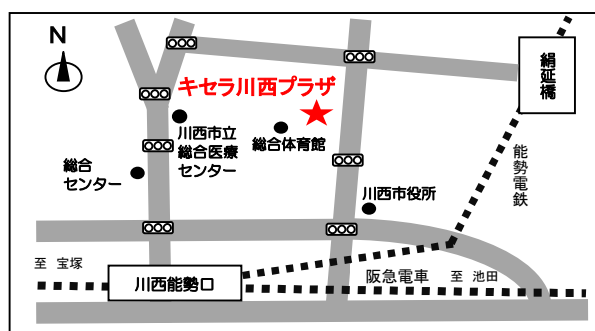 N
キセラ川西プラザ
絹延橋
川西市立
総合医療
センター
総合体育館
総合
センター
能勢電鉄
川西市役所
至 宝塚
川西能勢口
阪急電車
至 池田